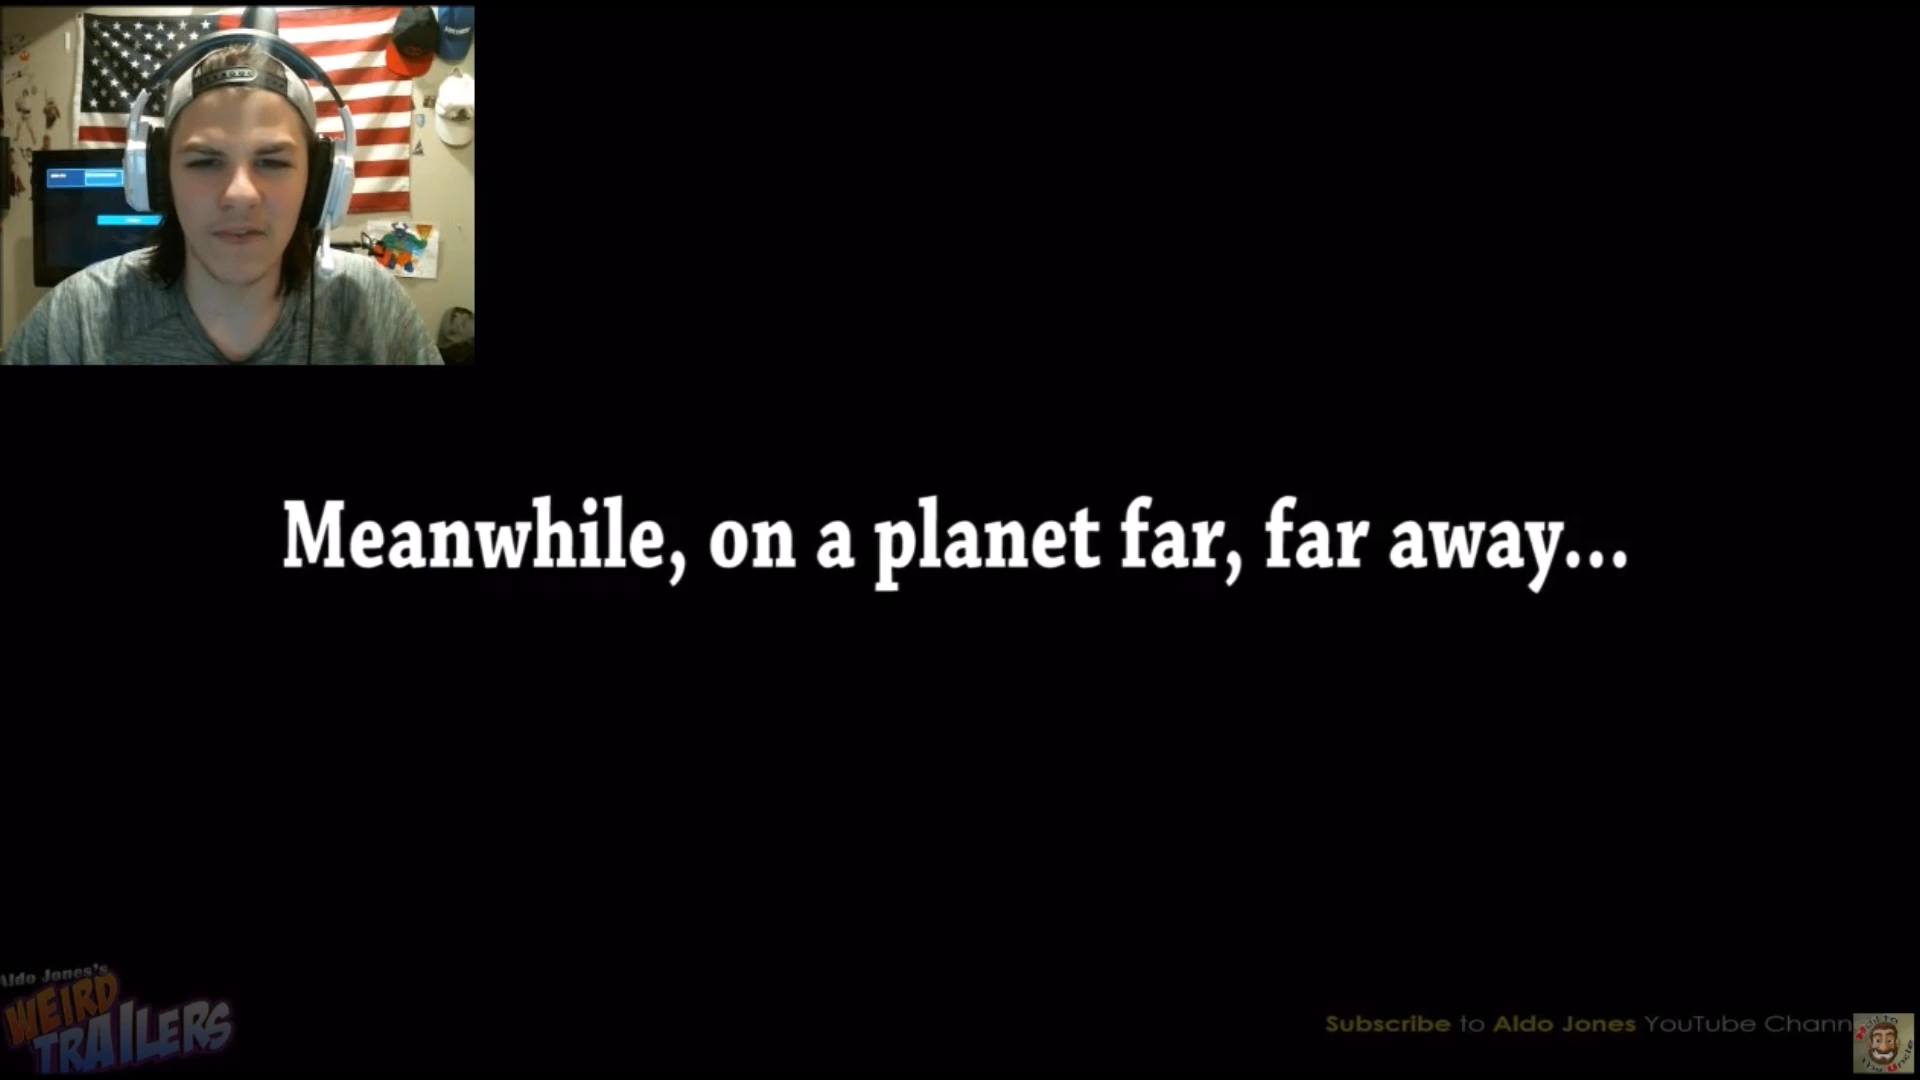 Meanwhile, on a planet far, far away...
Aldo Jones's
WEIRD
TRAILERS
Subscribe to Aldo Jones YouTube Chann